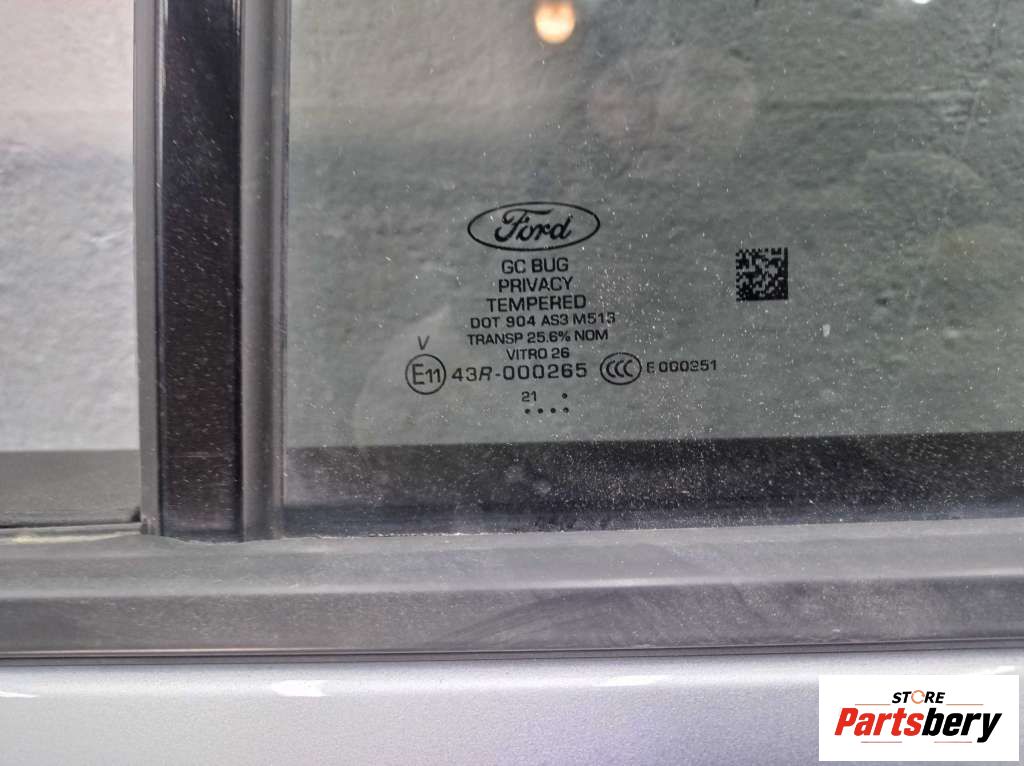 Ford
GC BUG
PRIVACY
TEMPERED
DOT 904 AS3 M513
TRANSP 25.6% NOM
VITRO 26
V
E11 43R-000265 CCC E000251
21
STORE
Partsbery